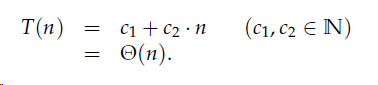 T(n) = c₁ + c₂ · n (c₁, c₂ ∈ ℕ)
= Θ(n).